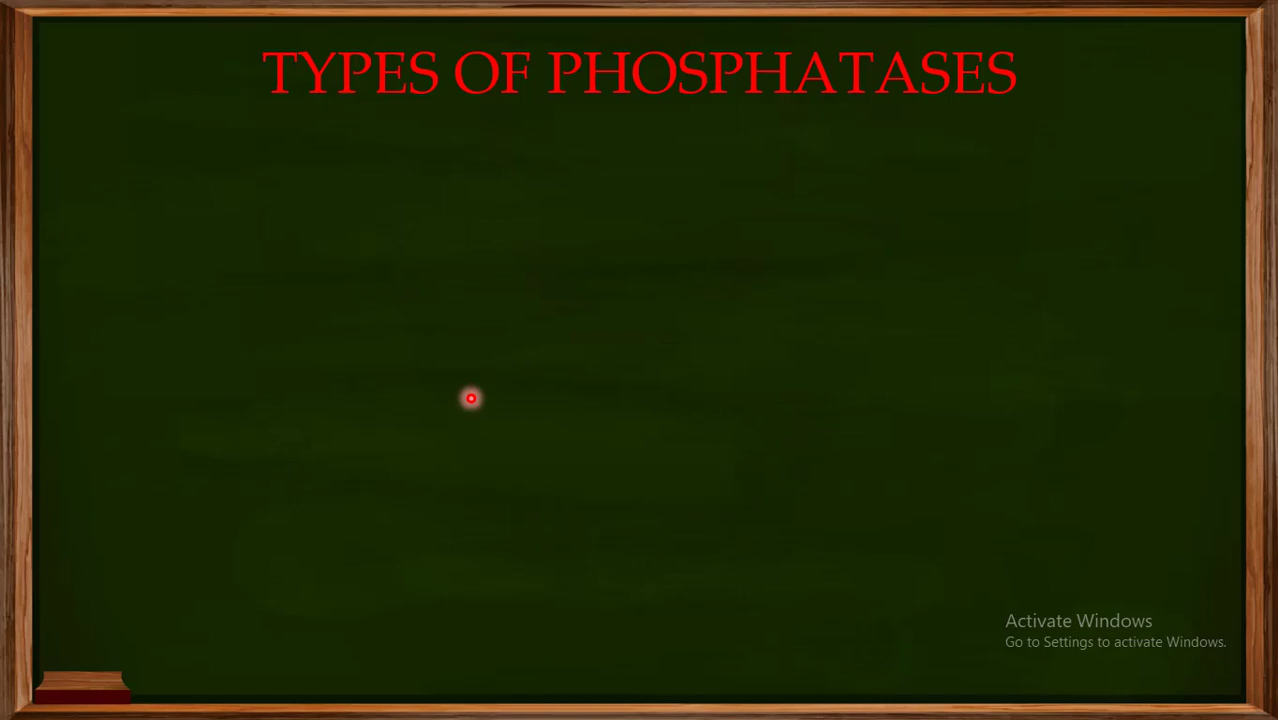 TYPES OF PHOSPHATASES
Activate Windows
Go to Settings to activate Windows.